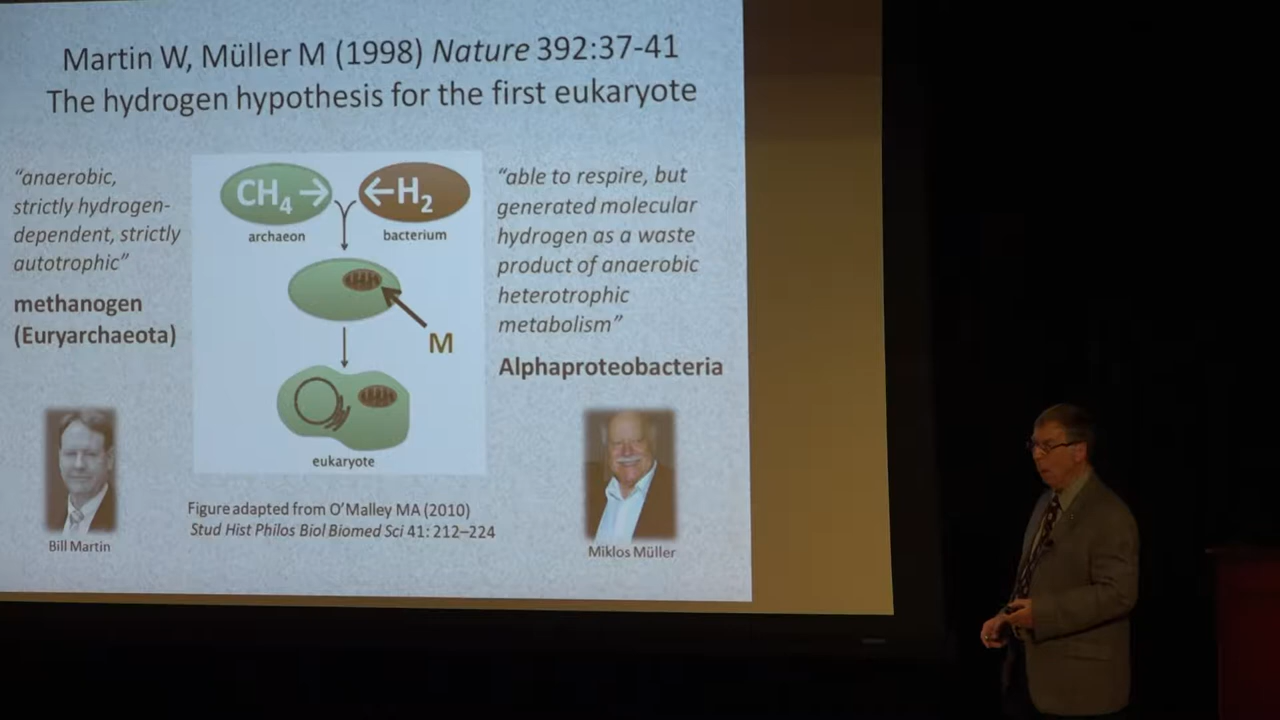 Martin W, Müller M (1998) Nature 392:37-41
The hydrogen hypothesis for the first eukaryote
“anaerobic,
strictly hydrogen-
dependent, strictly
autotrophic”
methanogen
(Euryarchaeota)
CH4 →
← H2
archaeon
bacterium
M
eukaryote
“able to respire, but
generated molecular
hydrogen as a waste
product of anaerobic
heterotrophic
metabolism”
Alphaproteobacteria
Bill Martin
Figure adapted from O’Malley MA (2010)
Stud Hist Philos Biol Biomed Sci 41: 212–224
Miklos Müller